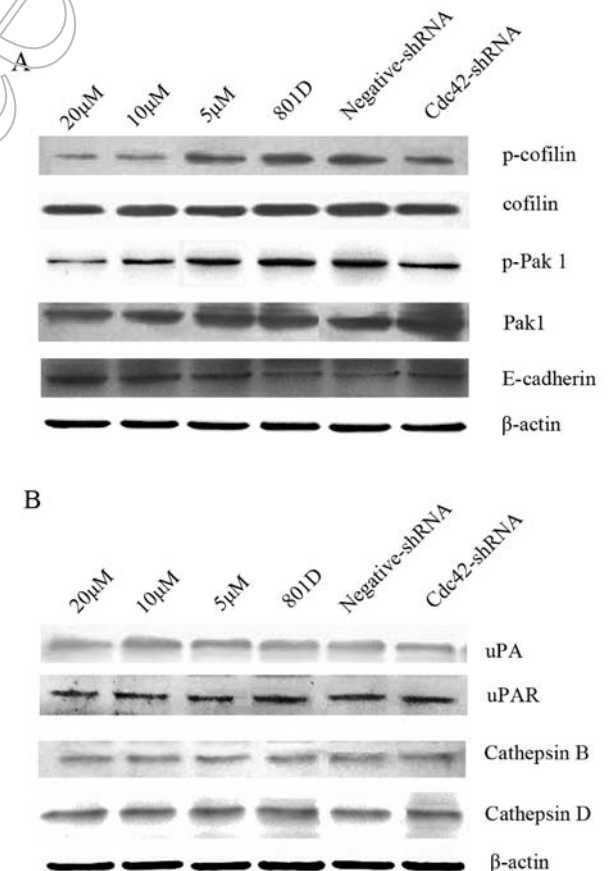 A
20µM 10µM 5µM 801D Negative-shRNA Cdc42-shRNA
p-cofilin
cofilin
p-Pak 1
Pak1
E-cadherin
β-actin
B
20µM 10µM 5µM 801D Negative-shRNA Cdc42-shRNA
uPA
uPAR
Cathepsin B
Cathepsin D
β-actin